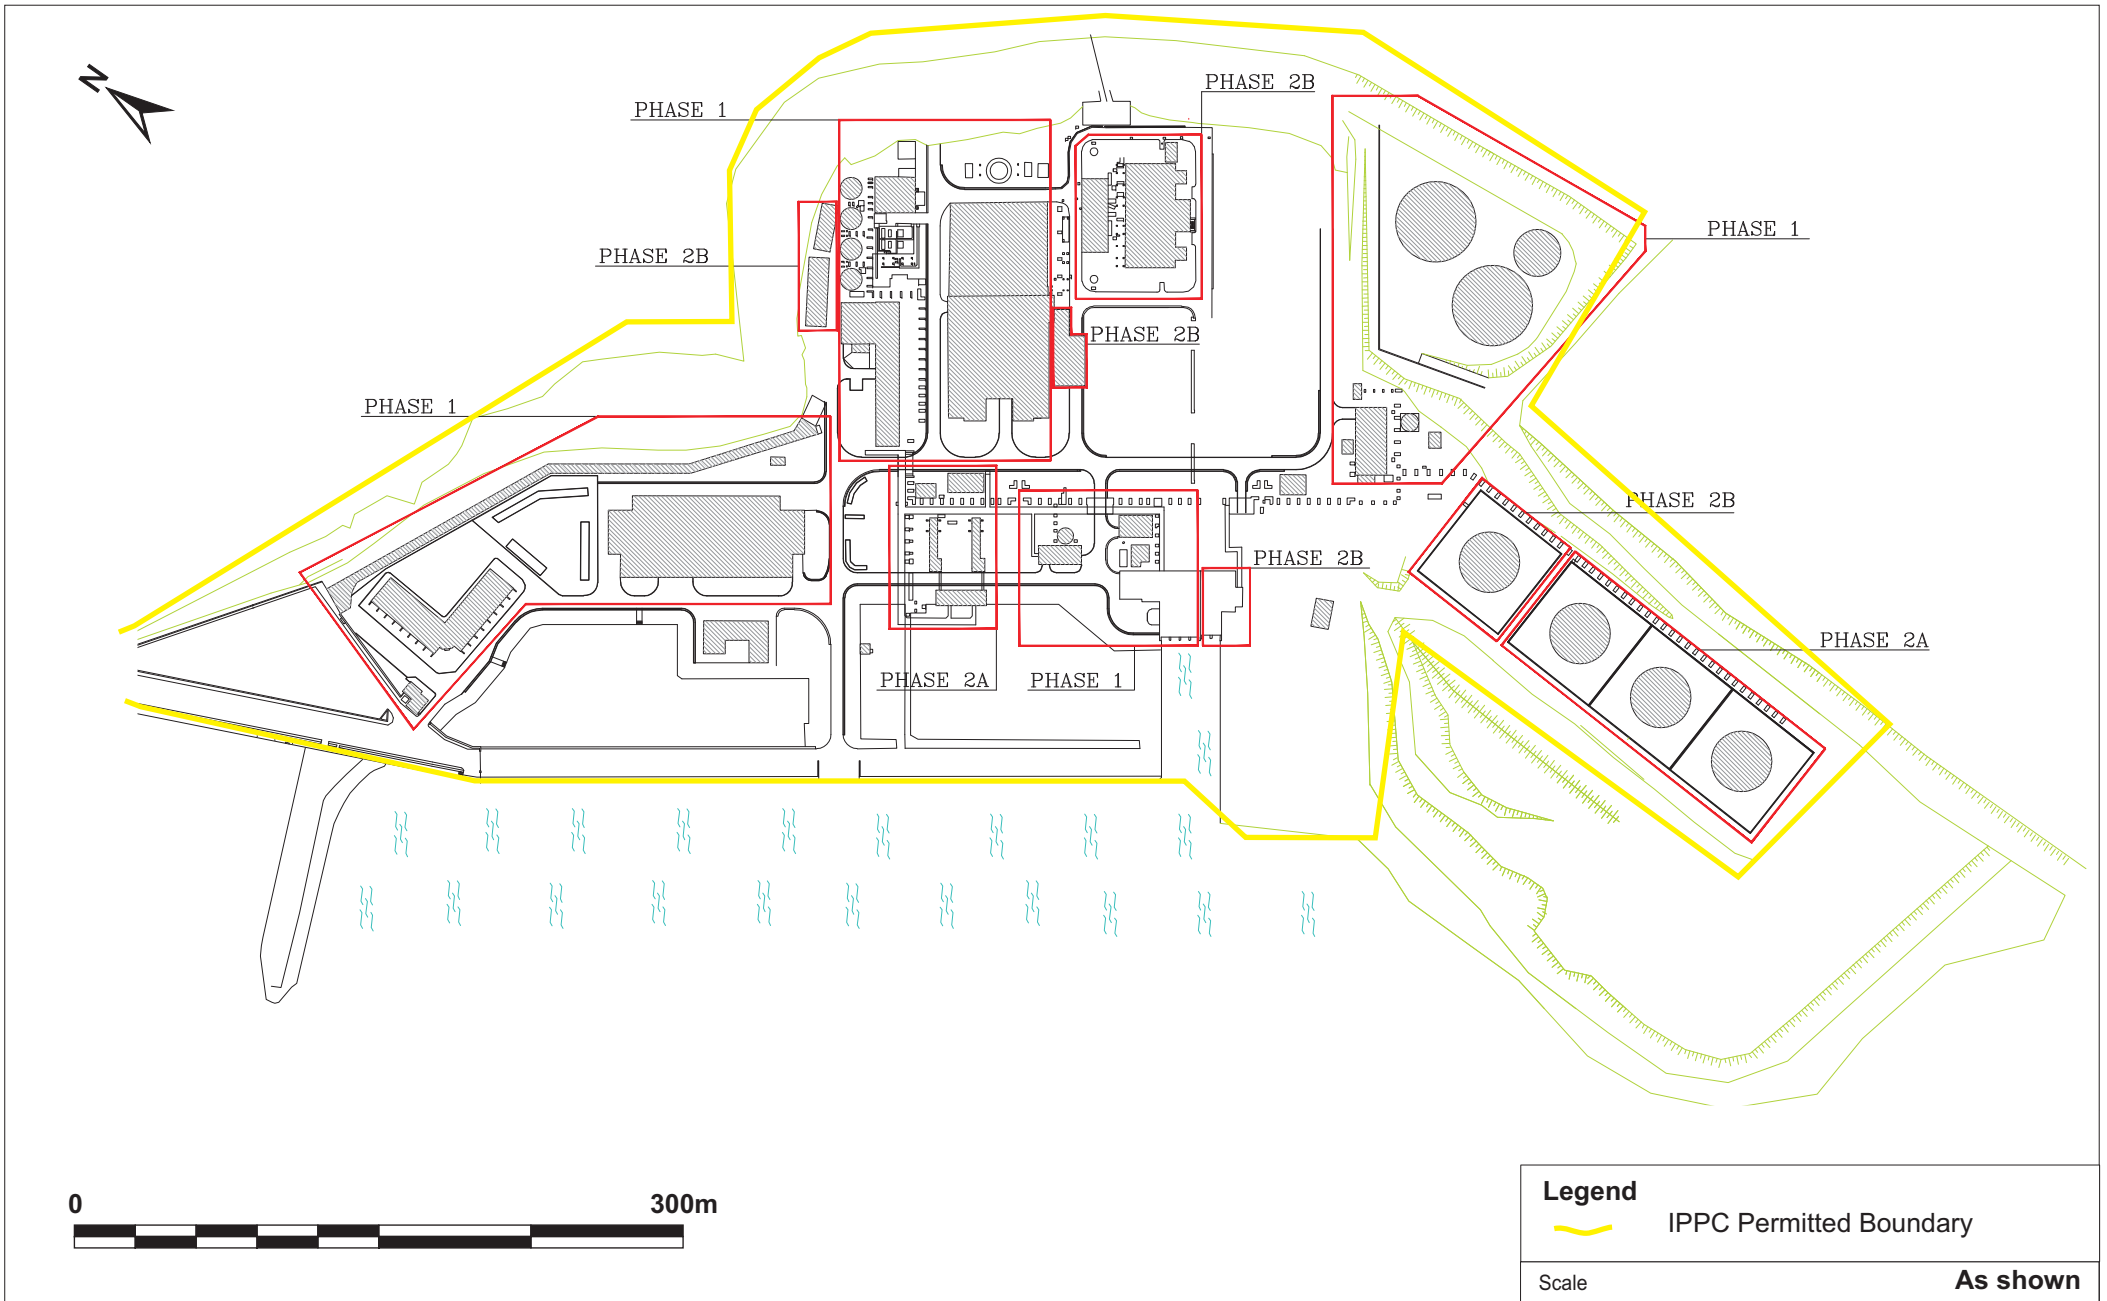 N
PHASE 2B
PHASE 1
PHASE 1
PHASE 2B
PHASE 2B
PHASE 1
PHASE 2B
PHASE 2B
PHASE 2A
PHASE 2A
PHASE 1
0 300m
Legend
IPPC Permitted Boundary
Scale As shown